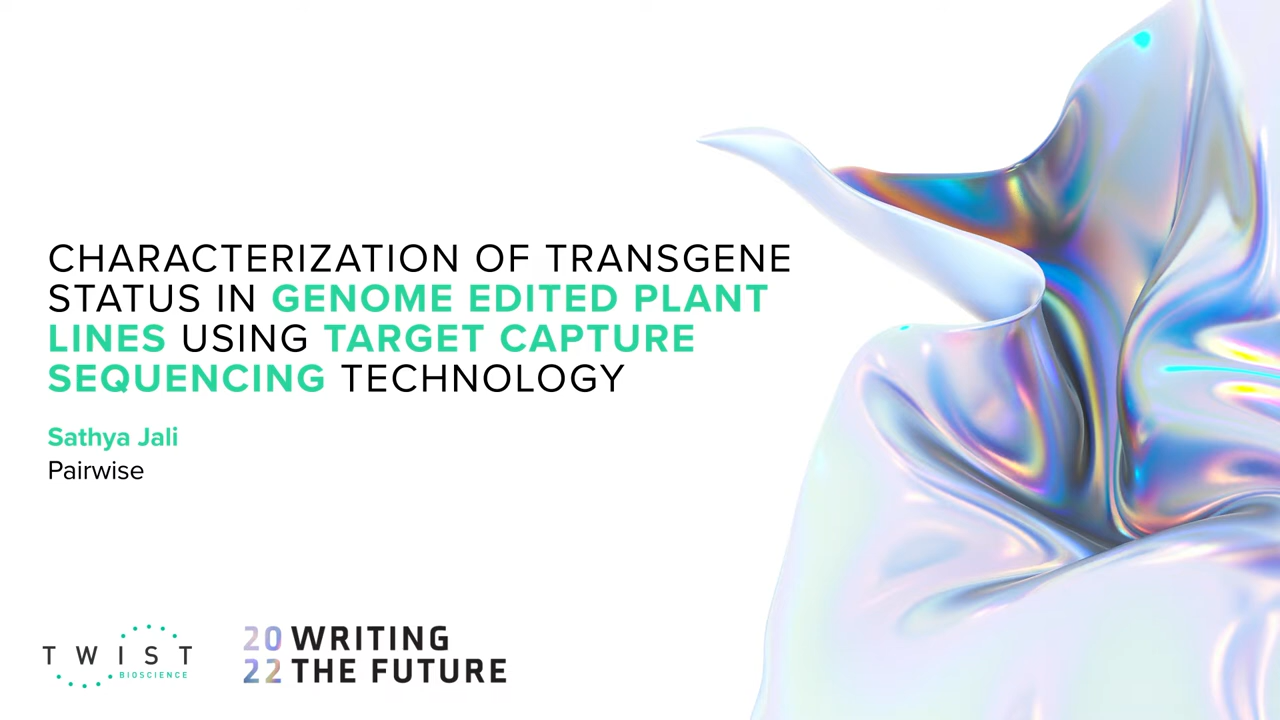 CHARACTERIZATION OF TRANSGENE
STATUS IN GENOME EDITED PLANT
LINES USING TARGET CAPTURE
SEQUENCING TECHNOLOGY
Sathya Jali
Pairwise
TWIST
BIOSCIENCE
20 WRITING
22 THE FUTURE